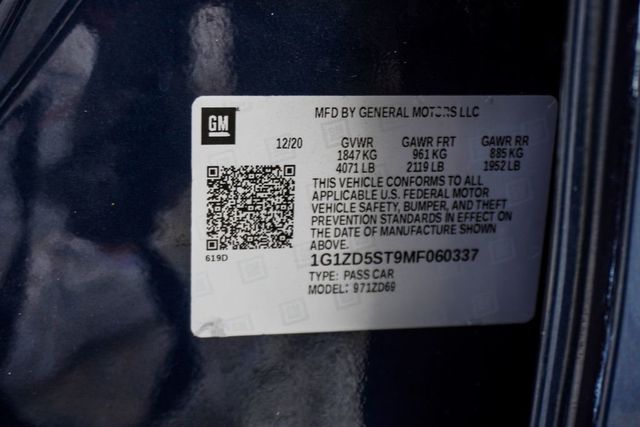 GM
MFD BY GENERAL MOTORS LLC
12/20 GVWR GAWR FRT GAWR RR
1847 KG 961 KG 885 KG
4071 LB 2119 LB 1952 LB
THIS VEHICLE CONFORMS TO ALL
APPLICABLE U.S. FEDERAL MOTOR
VEHICLE SAFETY, BUMPER, AND THEFT
PREVENTION STANDARDS IN EFFECT ON
THE DATE OF MANUFACTURE SHOWN
ABOVE.
619D
1G1ZD5ST9MF060337
TYPE: PASS CAR
MODEL: 971ZD69